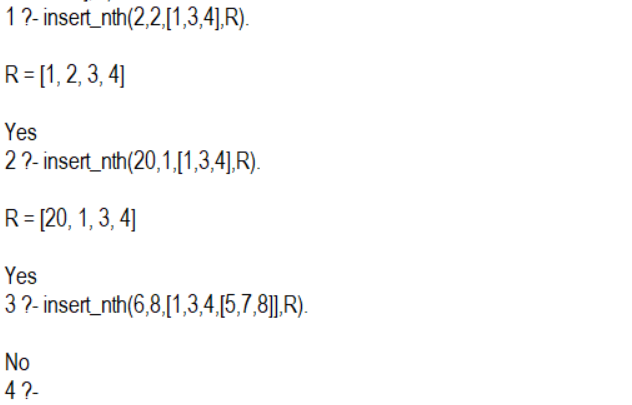 1 ?- insert_nth(2,2,[1,3,4],R).
R = [1, 2, 3, 4]
Yes
2 ?- insert_nth(20,1,[1,3,4],R).
R = [20, 1, 3, 4]
Yes
3 ?- insert_nth(6,8,[1,3,4,[5,7,8]],R).
No
4 ?-